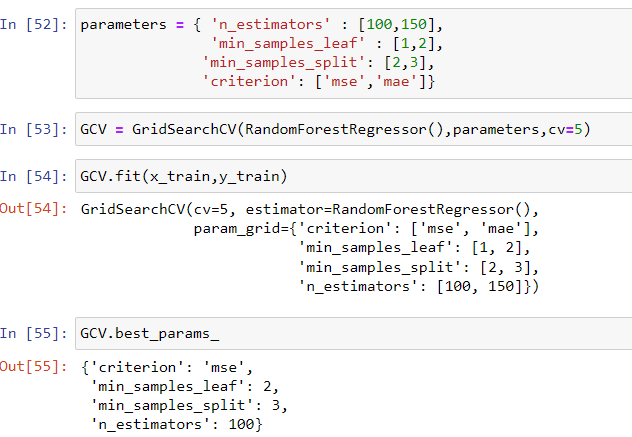 In [52]: parameters = { 'n_estimators' : [100,150],
'min_samples_leaf' : [1,2],
'min_samples_split': [2,3],
'criterion': ['mse','mae']}
In [53]: GCV = GridSearchCV(RandomForestRegressor(),parameters,cv=5)
In [54]: GCV.fit(x_train,y_train)
Out[54]: GridSearchCV(cv=5, estimator=RandomForestRegressor(),
param_grid={'criterion': ['mse', 'mae'],
'min_samples_leaf': [1, 2],
'min_samples_split': [2, 3],
'n_estimators': [100, 150]})
In [55]: GCV.best_params_
Out[55]: {'criterion': 'mse',
'min_samples_leaf': 2,
'min_samples_split': 3,
'n_estimators': 100}